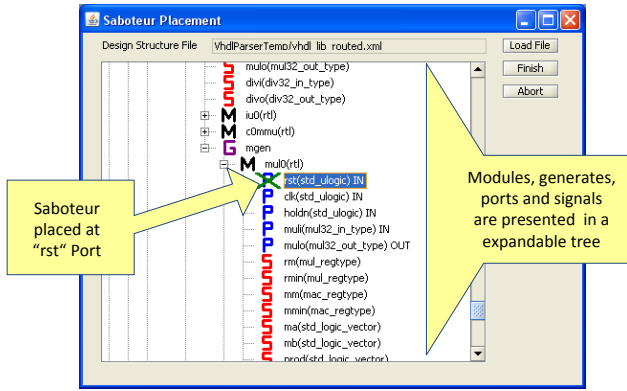 Saboteur Placement
Design Structure File VhdlParserTemp/vhdl_lib_routed.xml Load File
Finish
Abort
mulo(mul32_out_type)
divi(div32_in_type)
divo(div32_out_type)
M iu0(rtl)
M c0mmu(rtl)
G mgen
M mul0(rtl)
rst(std_ulogic) IN
P clk(std_ulogic) IN
P holdn(std_ulogic) IN
P muli(mul32_in_type) IN
P mulo(mul32_out_type) OUT
rm(mul_regtype)
rmin(mul_regtype)
mm(mac_regtype)
mmin(mac_regtype)
ma(std_logic_vector)
mb(std_logic_vector)
prod(std_logic_vector)
Saboteur
placed at
“rst“ Port
Modules, generates,
ports and signals
are presented in a
expandable tree